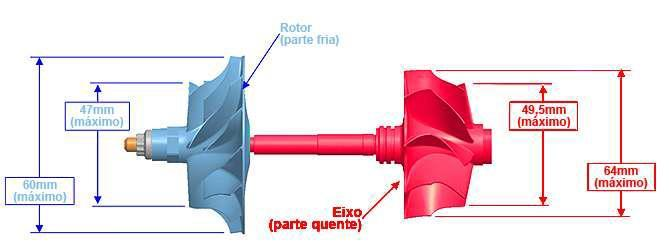 Rotor
(parte fria)
47mm
(máximo)
60mm
(máximo)
49,5mm
(máximo)
64mm
(máximo)
Eixo
(parte quente)